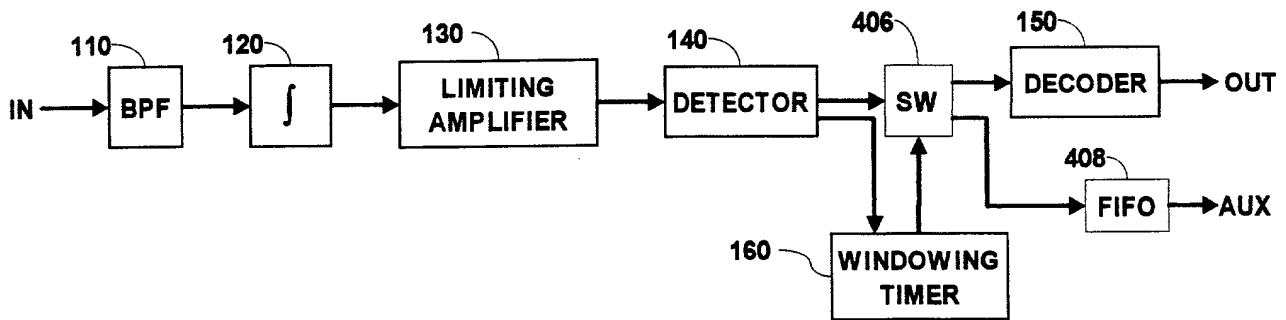 110
120
130
140
406
150
IN
BPF
∫
LIMITING
AMPLIFIER
DETECTOR
SW
DECODER
OUT
408
FIFO
AUX
160
WINDOWING
TIMER